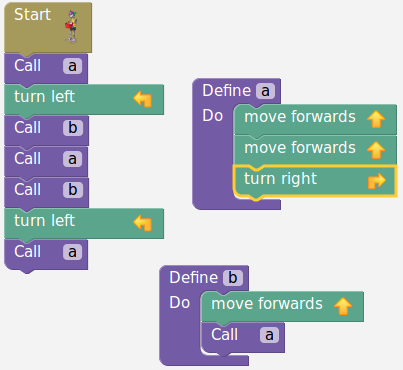 Start
Call a
turn left
Call b
Call a
Call b
turn left
Call a
Define a
Do move forwards
move forwards
turn right
Define b
Do move forwards
Call a